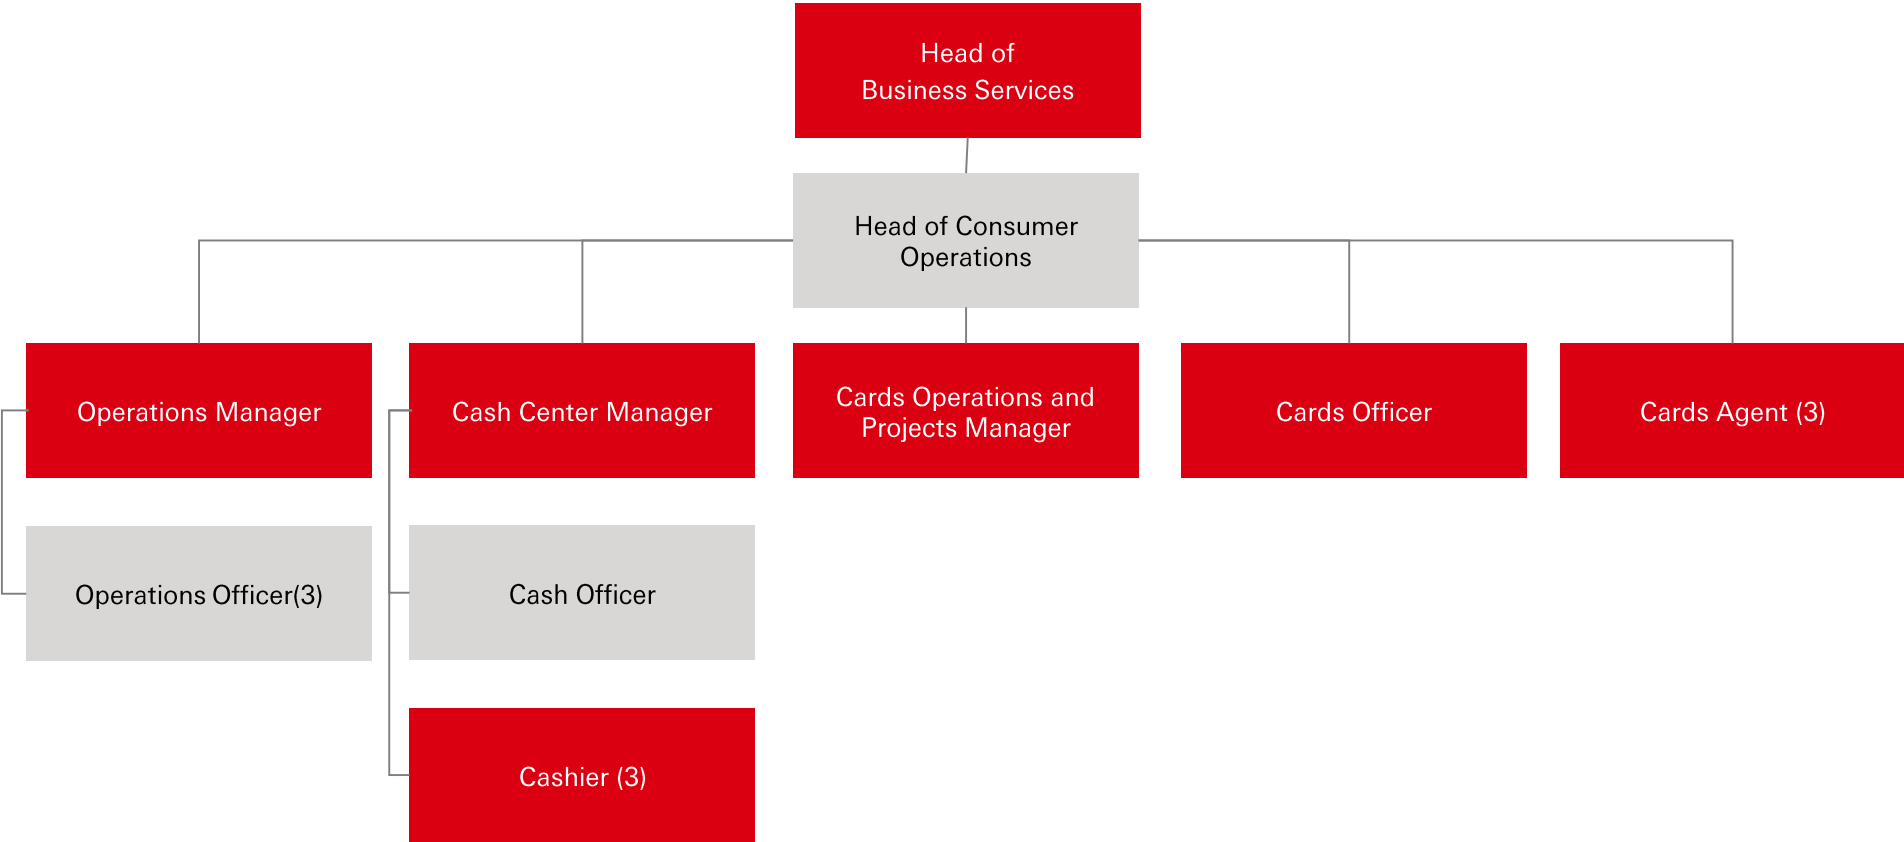 Head of
Business Services
Head of Consumer
Operations
Operations Manager
Cash Center Manager
Cards Operations and
Projects Manager
Cards Officer
Cards Agent (3)
Operations Officer(3)
Cash Officer
Cashier (3)